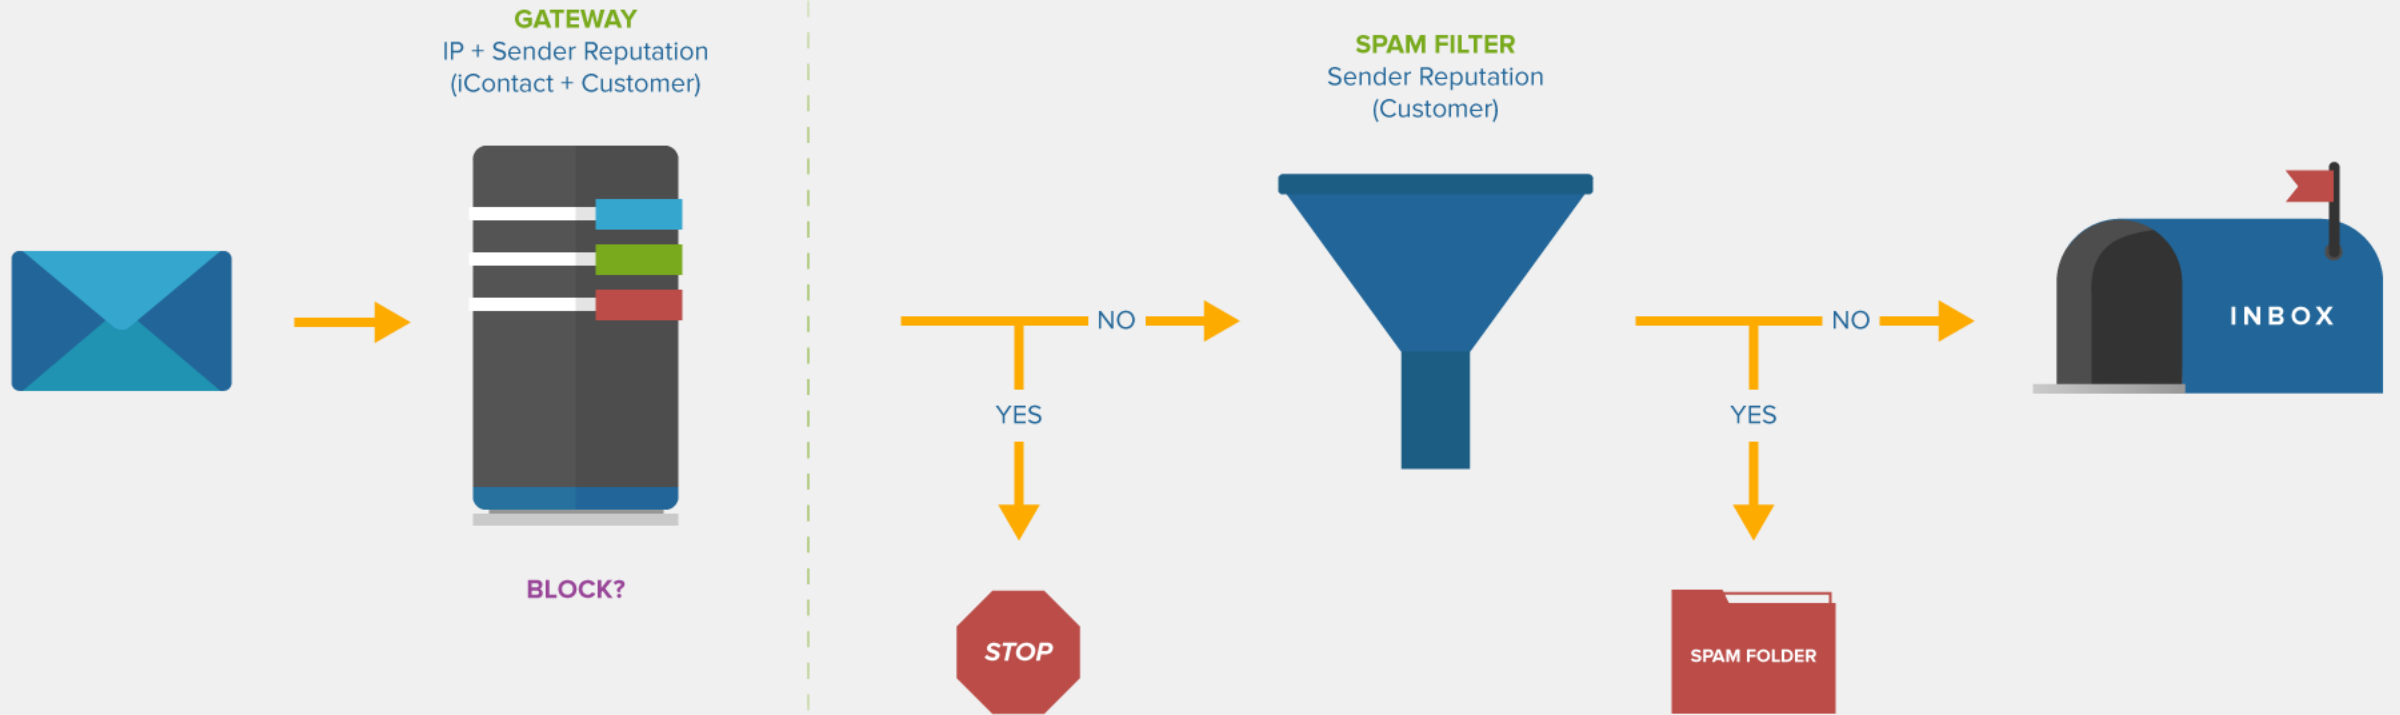 GATEWAY
IP + Sender Reputation
(iContact + Customer)
BLOCK?
NO
YES
STOP
SPAM FILTER
Sender Reputation
(Customer)
NO
YES
SPAM FOLDER
INBOX